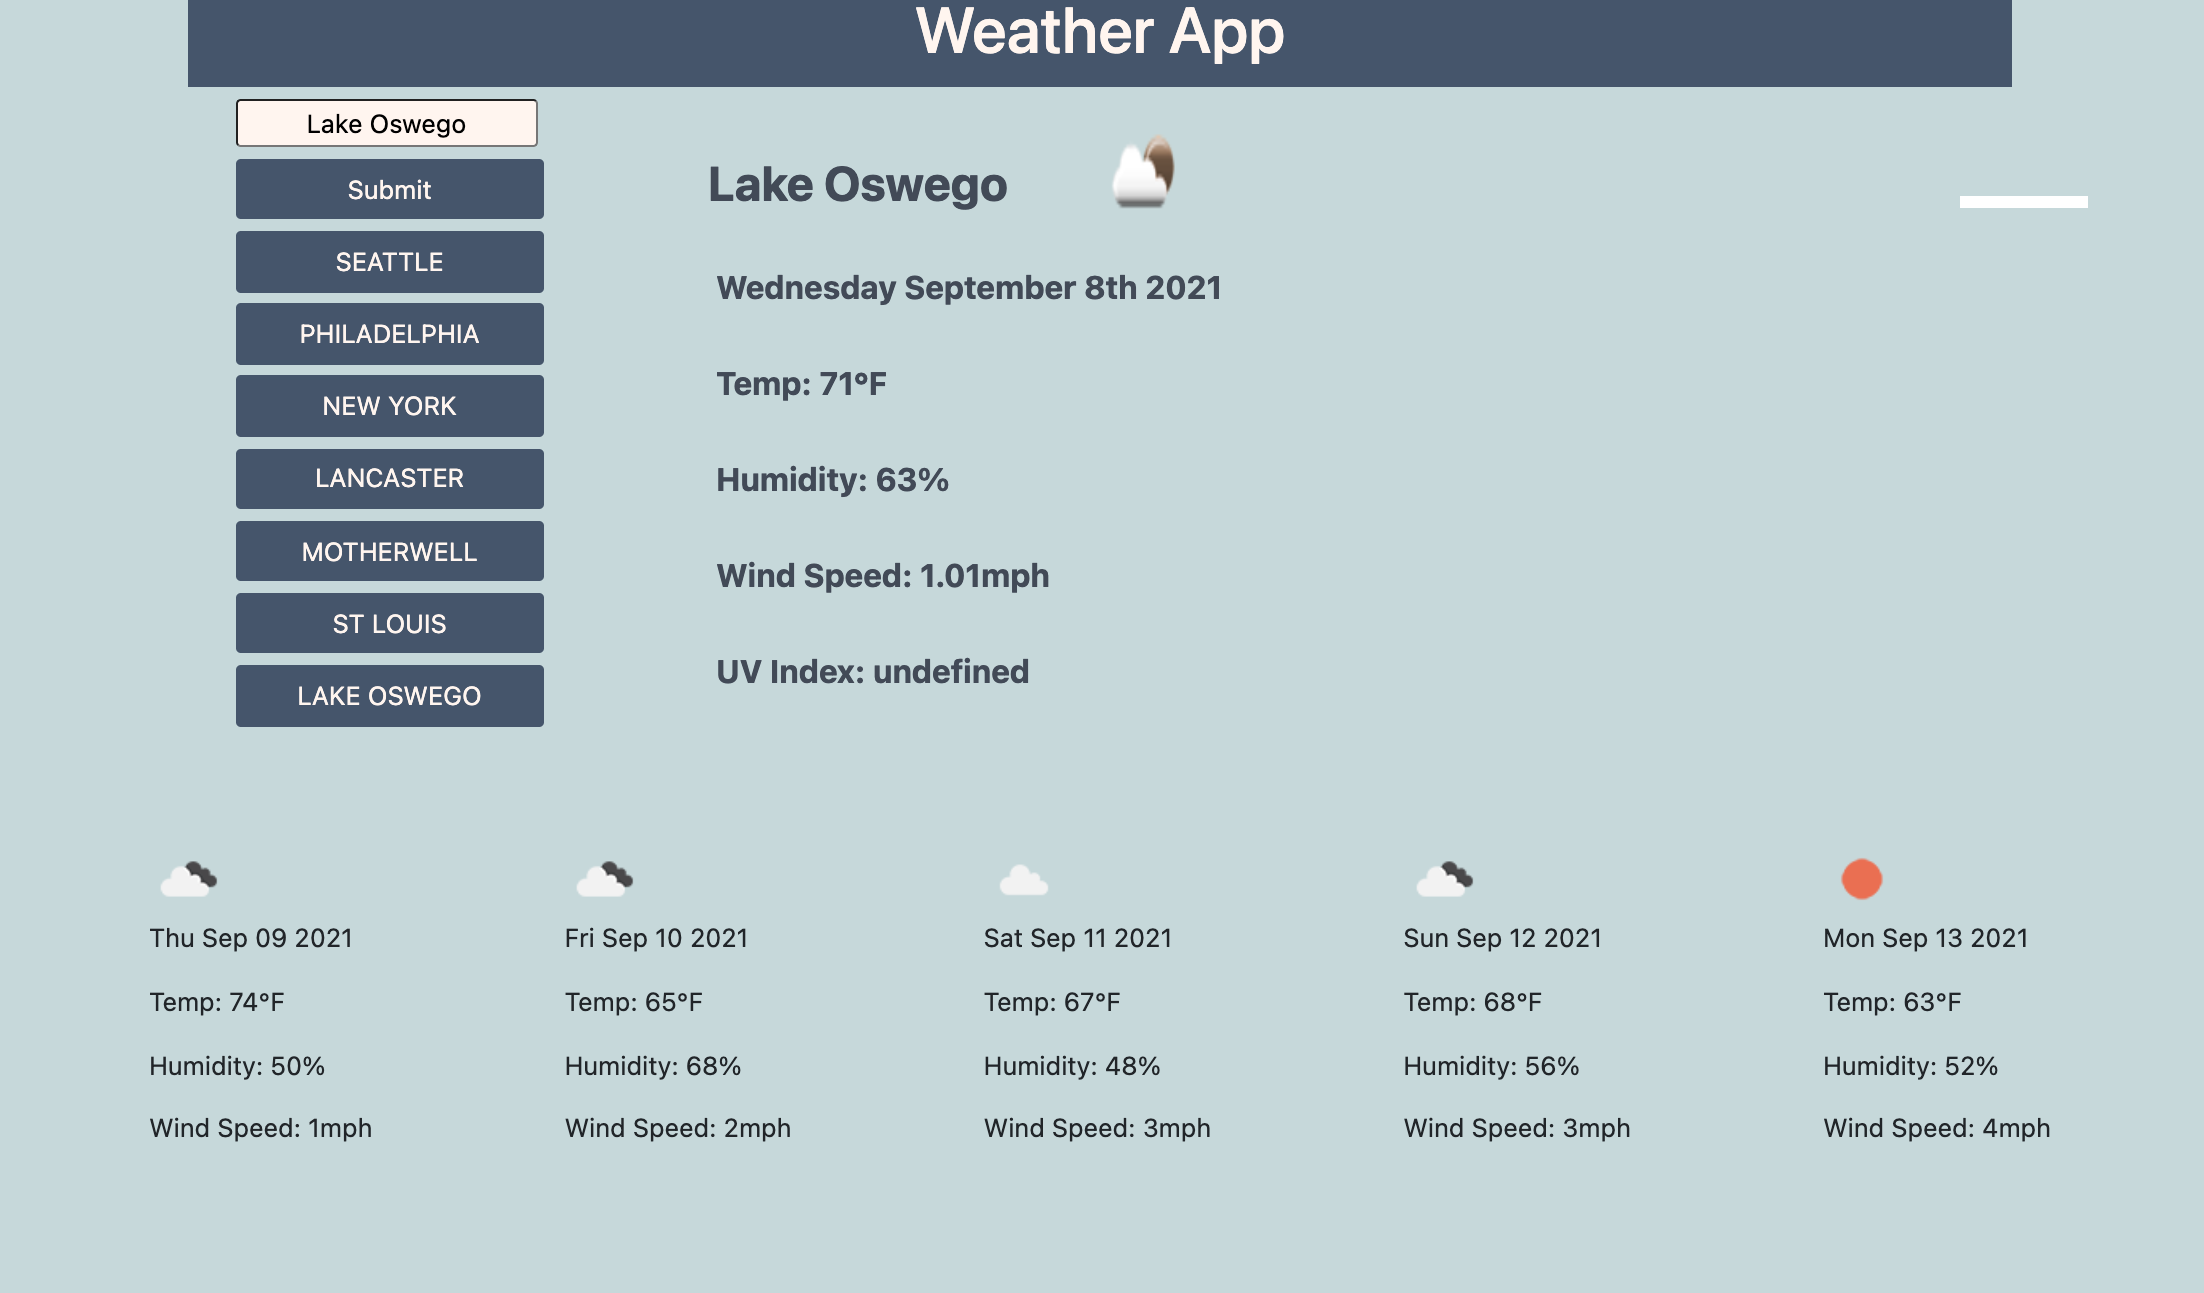 Weather App
Lake Oswego
Submit
SEATTLE
PHILADELPHIA
NEW YORK
LANCASTER
MOTHERWELL
ST LOUIS
LAKE OSWEGO
Lake Oswego
Wednesday September 8th 2021
Temp: 71°F
Humidity: 63%
Wind Speed: 1.01mph
UV Index: undefined
Thu Sep 09 2021
Temp: 74°F
Humidity: 50%
Wind Speed: 1mph
Fri Sep 10 2021
Temp: 65°F
Humidity: 68%
Wind Speed: 2mph
Sat Sep 11 2021
Temp: 67°F
Humidity: 48%
Wind Speed: 3mph
Sun Sep 12 2021
Temp: 68°F
Humidity: 56%
Wind Speed: 3mph
Mon Sep 13 2021
Temp: 63°F
Humidity: 52%
Wind Speed: 4mph